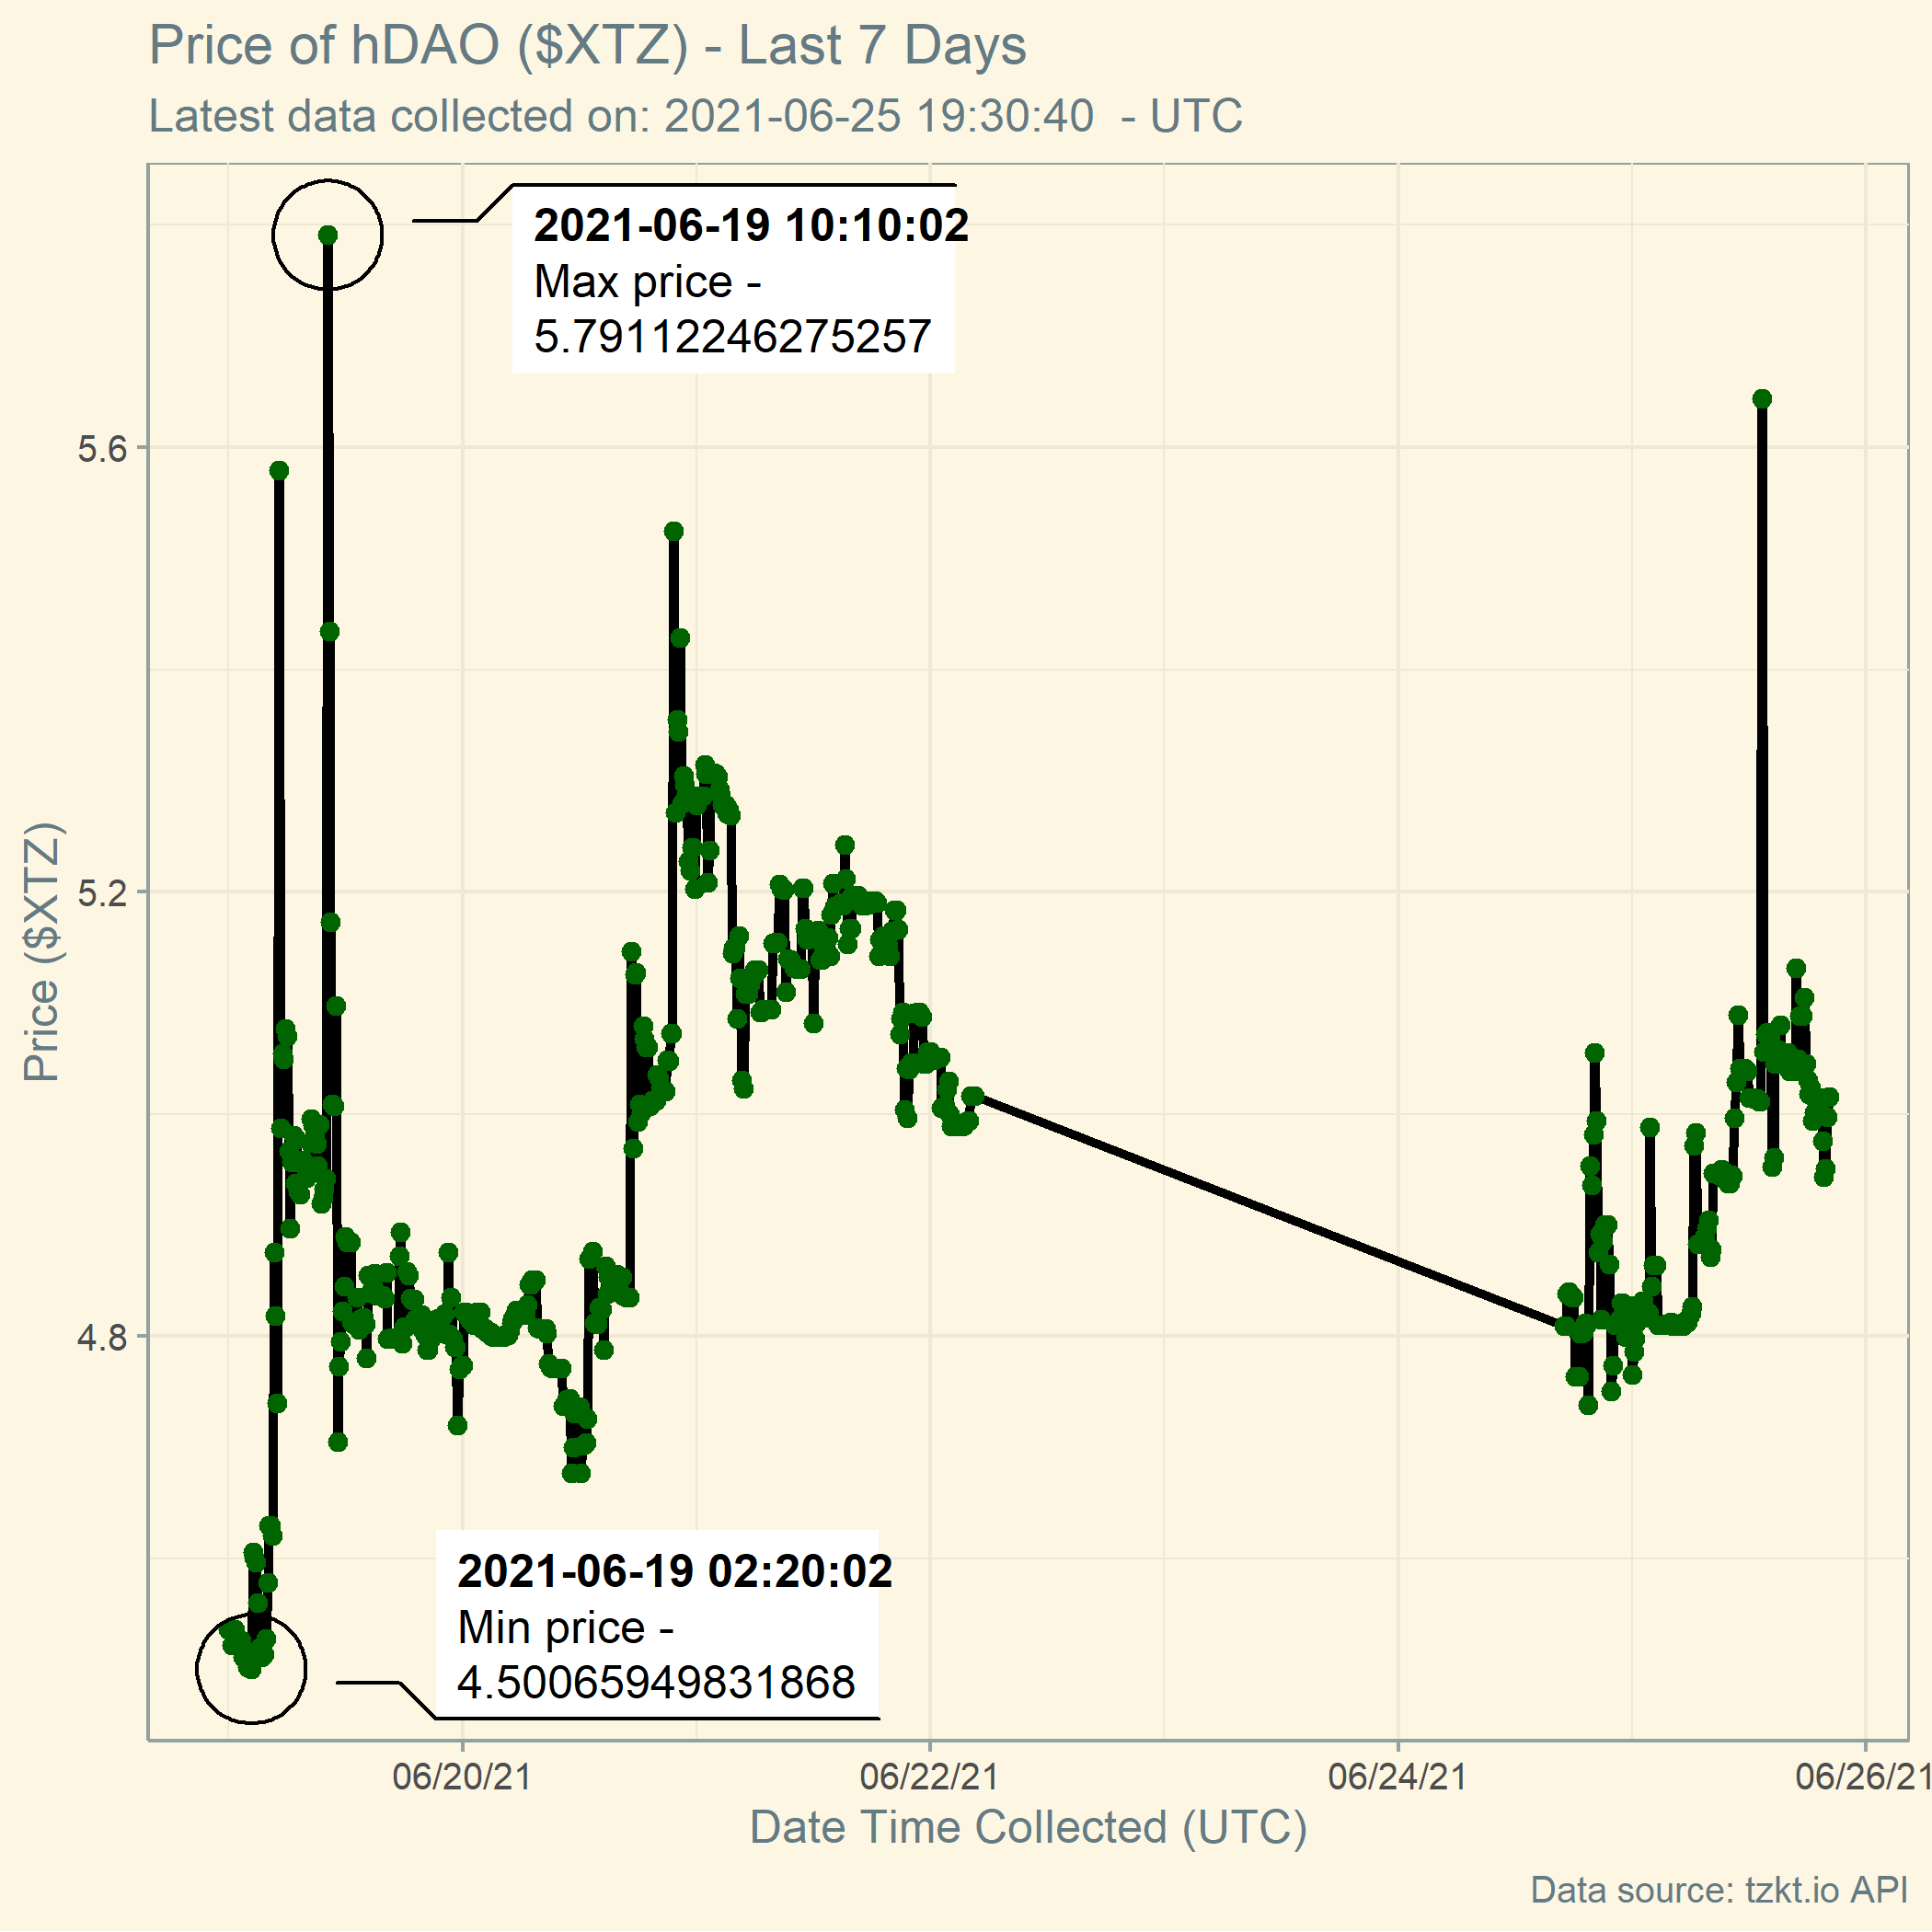 Price of hDAO ($XTZ) - Last 7 Days
Latest data collected on: 2021-06-25 19:30:40  - UTC
2021-06-19 10:10:02
Max price -
5.79112246275257
5.6
5.2
4.8
Price ($XTZ)
2021-06-19 02:20:02
Min price -
4.50065949831868
06/20/21
06/22/21
06/24/21
06/26/21
Date Time Collected (UTC)
Data source: tzkt.io API